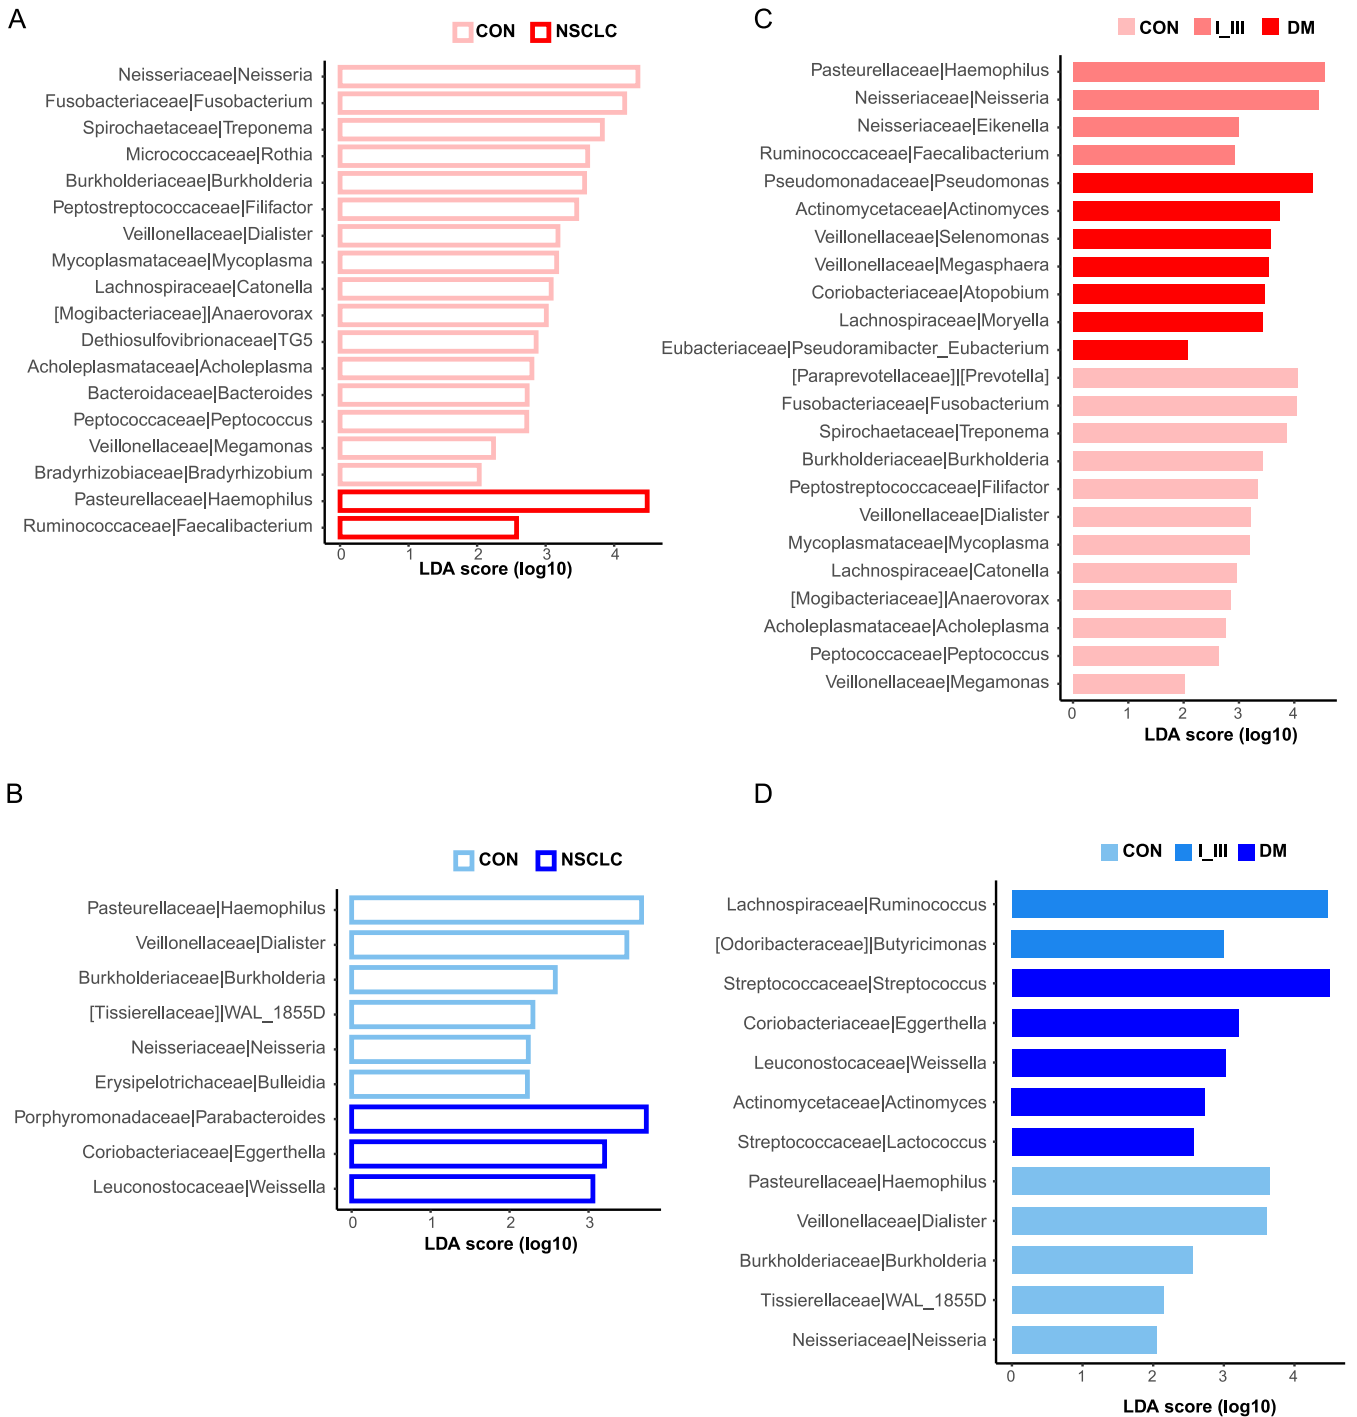 A
CON NSCLC
Neisseriaceae|Neisseria
Fusobacteriaceae|Fusobacterium
Spirochaetaceae|Treponema
Micrococcaceae|Rothia
Burkholderiaceae|Burkholderia
Peptostreptococcaceae|Filifactor
Veillonellaceae|Dialister
Mycoplasmataceae|Mycoplasma
Lachnospiraceae|Catonella
[Mogibacteriaceae]|Anaerovorax
Dethiosulfovibrionaceae|TG5
Acholeplasmataceae|Acholeplasma
Bacteroidaceae|Bacteroides
Peptococcaceae|Peptococcus
Veillonellaceae|Megamonas
Bradyrhizobiaceae|Bradyrhizobium
Pasteurellaceae|Haemophilus
Ruminococcaceae|Faecalibacterium
0 1 2 3 4
LDA score (log10)
C
CON I_III DM
Pasteurellaceae|Haemophilus
Neisseriaceae|Neisseria
Neisseriaceae|Eikenella
Ruminococcaceae|Faecalibacterium
Pseudomonadaceae|Pseudomonas
Actinomycetaceae|Actinomyces
Veillonellaceae|Selenomonas
Veillonellaceae|Megasphaera
Coriobacteriaceae|Atopobium
Lachnospiraceae|Moryella
Eubacteriaceae|Pseudoramibacter_Eubacterium
[Paraprevotellaceae]|[Prevotella]
Fusobacteriaceae|Fusobacterium
Spirochaetaceae|Treponema
Burkholderiaceae|Burkholderia
Peptostreptococcaceae|Filifactor
Veillonellaceae|Dialister
Mycoplasmataceae|Mycoplasma
Lachnospiraceae|Catonella
[Mogibacteriaceae]|Anaerovorax
Acholeplasmataceae|Acholeplasma
Peptococcaceae|Peptococcus
Veillonellaceae|Megamonas
0 1 2 3 4
LDA score (log10)
B
CON NSCLC
Pasteurellaceae|Haemophilus
Veillonellaceae|Dialister
Burkholderiaceae|Burkholderia
[Tissierellaceae]|WAL_1855D
Neisseriaceae|Neisseria
Erysipelotrichaceae|Bulleidia
Porphyromonadaceae|Parabacteroides
Coriobacteriaceae|Eggerthella
Leuconostocaceae|Weissella
0 1 2 3
LDA score (log10)
D
CON I_III DM
Lachnospiraceae|Ruminococcus
[Odoribacteraceae]|Butyricimonas
Streptococcaceae|Streptococcus
Coriobacteriaceae|Eggerthella
Leuconostocaceae|Weissella
Actinomycetaceae|Actinomyces
Streptococcaceae|Lactococcus
Pasteurellaceae|Haemophilus
Veillonellaceae|Dialister
Burkholderiaceae|Burkholderia
Tissierellaceae|WAL_1855D
Neisseriaceae|Neisseria
0 1 2 3 4
LDA score (log10)